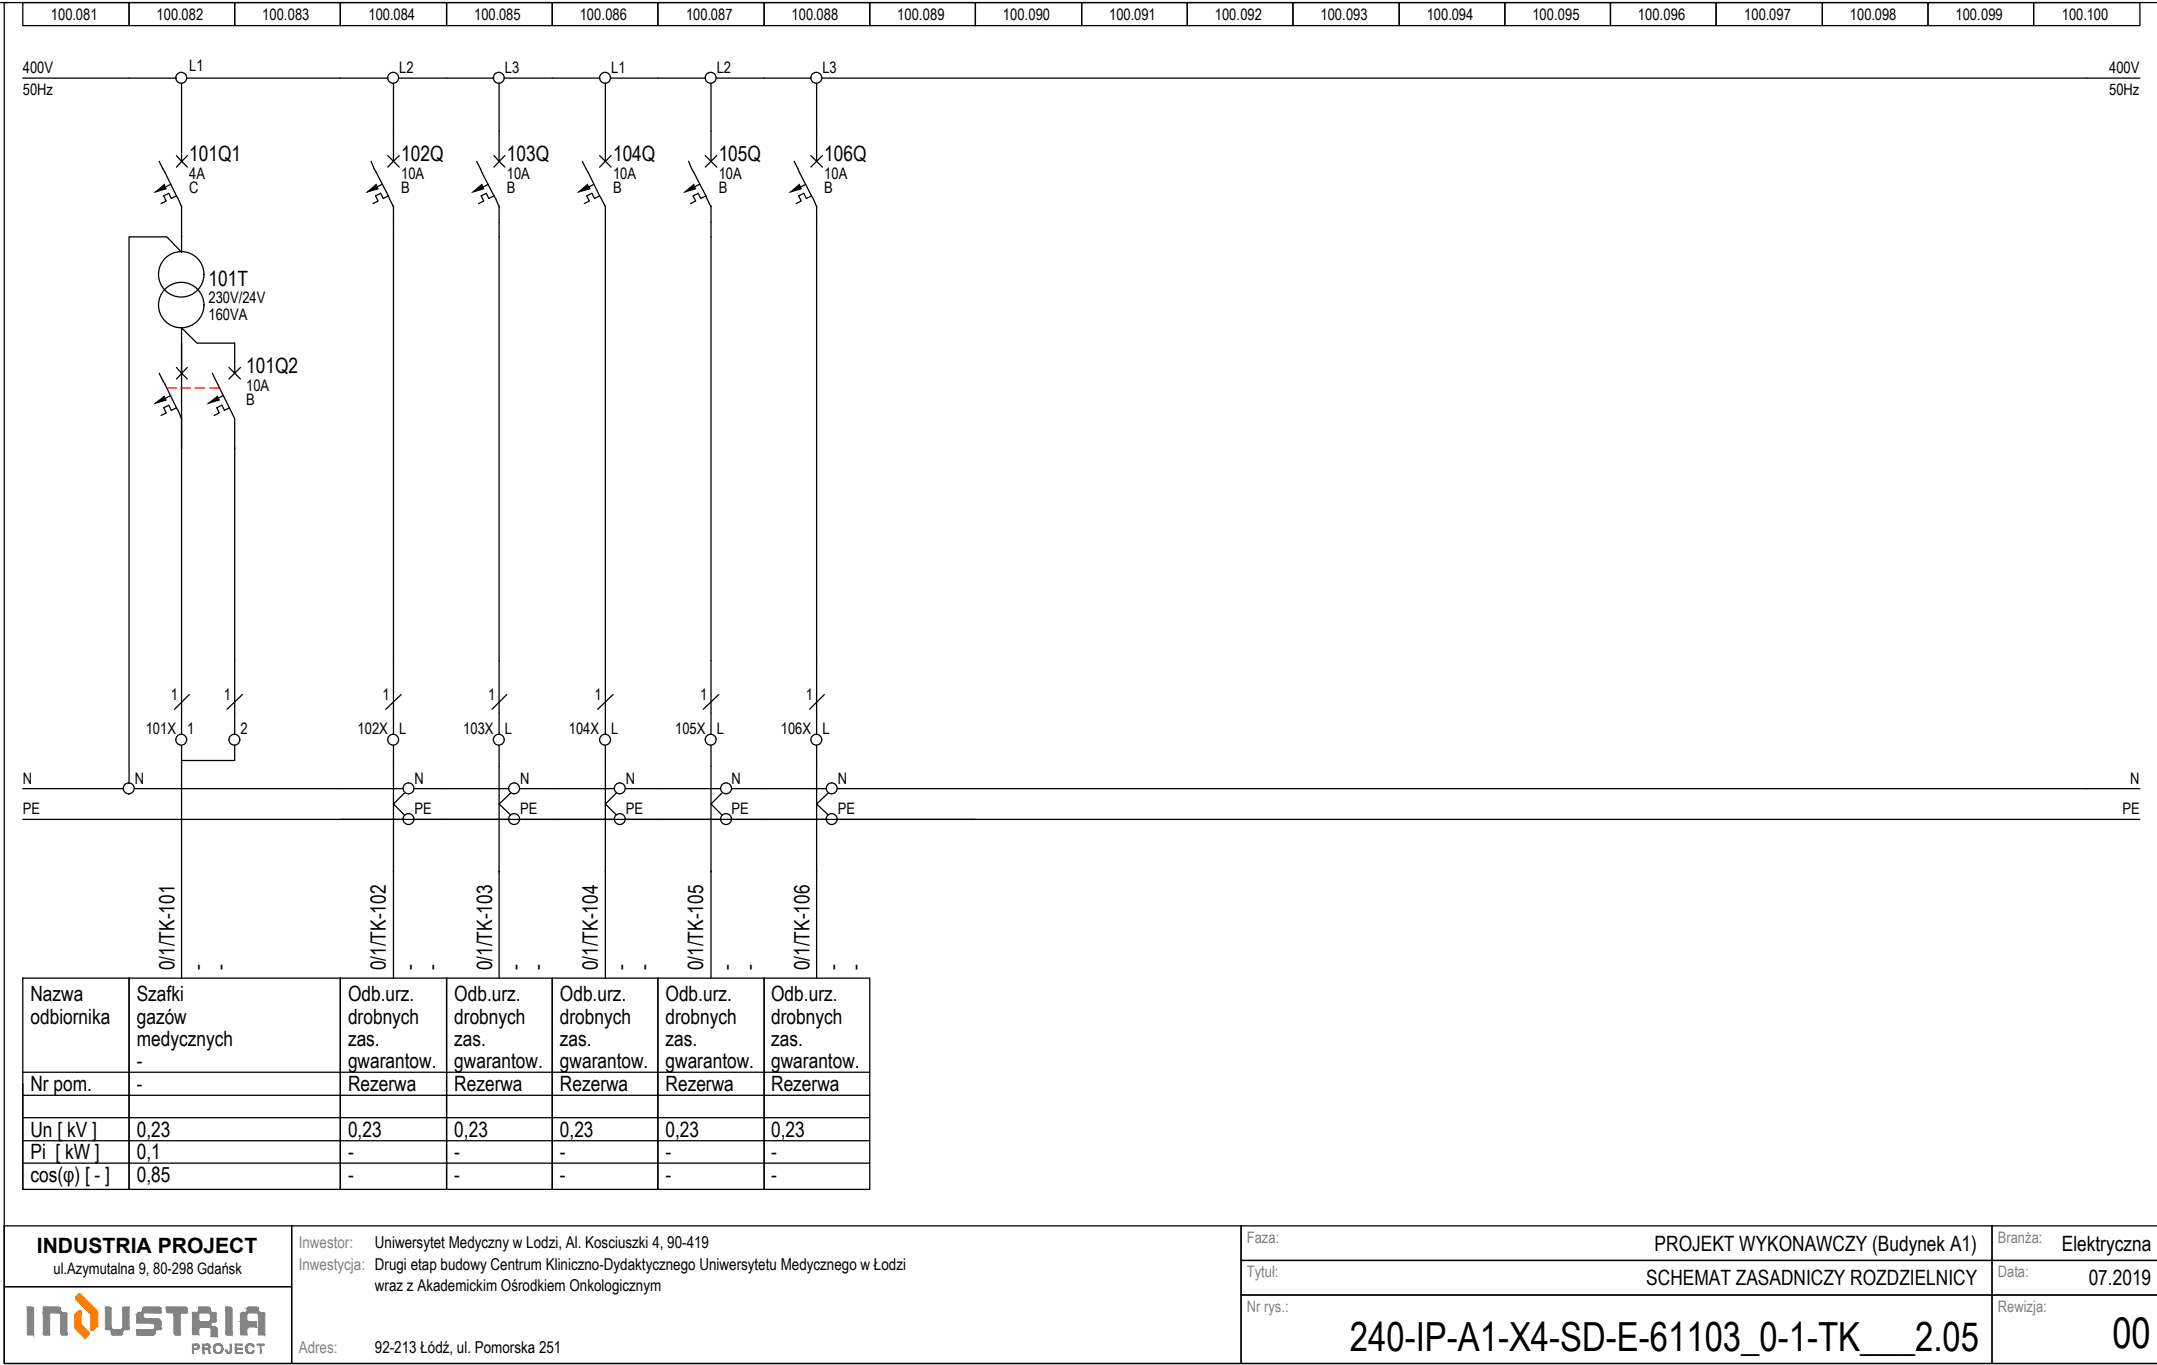 100.081 100.082 100.083 100.084 100.085 100.086 100.087 100.088 100.089 100.090 100.091 100.092 100.093 100.094 100.095 100.096 100.097 100.098 100.099 100.100
400V L1 L2 L3 L1 L2 L3 400V
50Hz 50Hz
101Q1 102Q 103Q 104Q 105Q 106Q
4A 10A 10A 10A 10A 10A
C B B B B B
101T
230V/24V
160VA
101Q2
10A
B
1 1 1 1 1 1 1
101X 1 2 102X L 103X L 104X L 105X L 106X L
N N N N N N N N
PE PE PE PE PE PE PE
0/1/TK-101 0/1/TK-102 0/1/TK-103 0/1/TK-104 0/1/TK-105 0/1/TK-106
Nazwa Szafki Odb.urz. Odb.urz. Odb.urz. Odb.urz. Odb.urz.
odbiornika gazów drobnych drobnych drobnych drobnych drobnych
medycznych zas. zas. zas. zas. zas.
- gwarantow. gwarantow. gwarantow. gwarantow. gwarantow.
Nr pom. - Rezerwa Rezerwa Rezerwa Rezerwa Rezerwa
Un [ kV ] 0,23 0,23 0,23 0,23 0,23 0,23
Pi [ kW ] 0,1 - - - - -
cos(φ) [ - ] 0,85 - - - - -
INDUSTRIA PROJECT
ul.Azymutalna 9, 80-298 Gdańsk
INDUSTRIA
PROJECT
Inwestor: Uniwersytet Medyczny w Lodzi, Al. Kosciuszki 4, 90-419
Inwestycja: Drugi etap budowy Centrum Kliniczno-Dydaktycznego Uniwersytetu Medycznego w Łodzi
wraz z Akademickim Ośrodkiem Onkologicznym
Adres: 92-213 Łódź, ul. Pomorska 251
Faza: PROJEKT WYKONAWCZY (Budynek A1)
Branża: Elektryczna
Tytuł: SCHEMAT ZASADNICZY ROZDZIELNICY
Data: 07.2019
Nr rys.: 240-IP-A1-X4-SD-E-61103_0-1-TK___2.05
Rewizja: 00